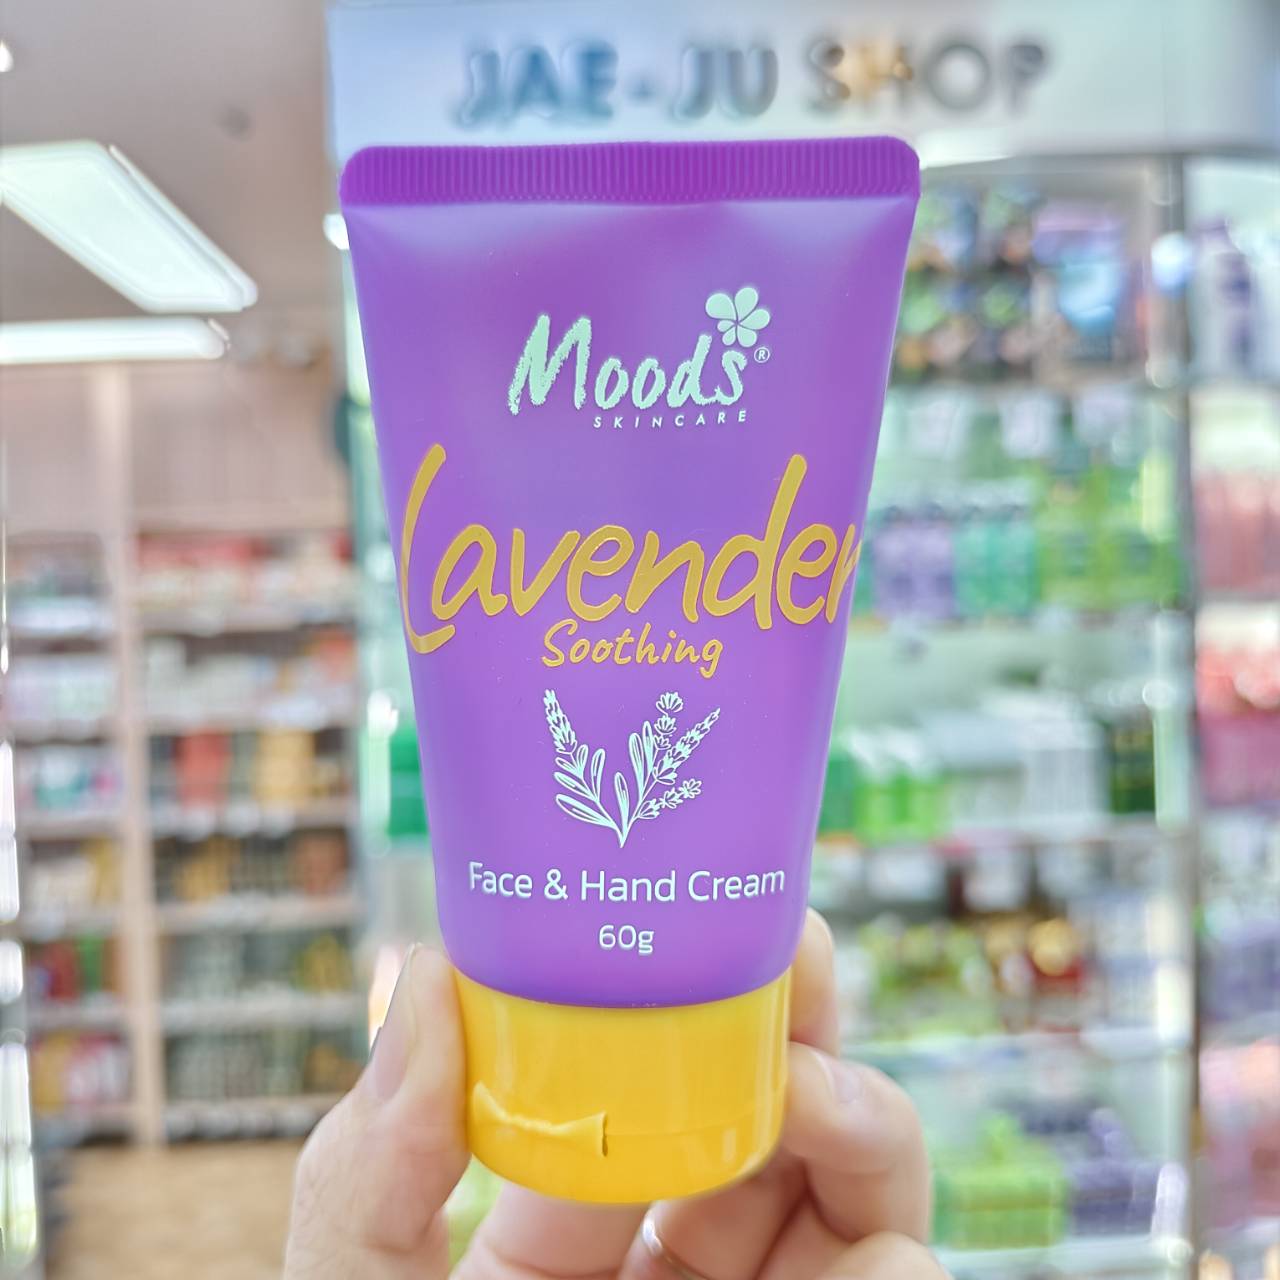 JAE-JU SHOP
Moods®
SKINCARE
Lavender
Soothing
Face & Hand Cream
60g